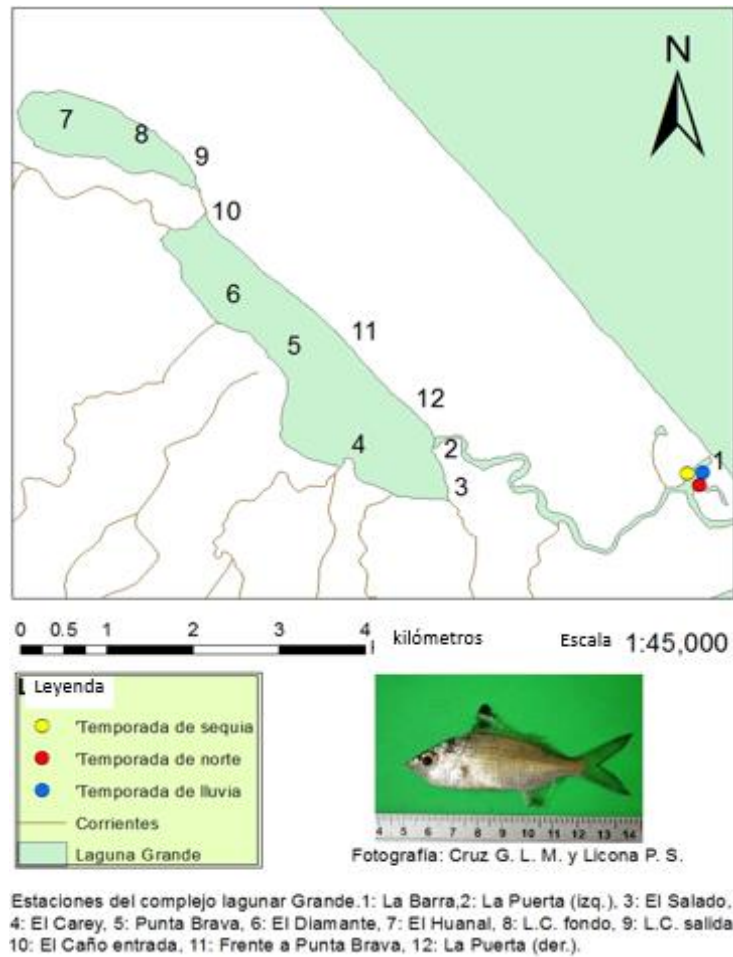 N
7
8
9
10
6
11
5
12
4
2
1
3
0 0.5 1 2 3 4
kilómetros Escala 1:45,000
Leyenda
'Temporada de sequia
'Temporada de norte
'Temporada de lluvia
Corrientes
Laguna Grande
4 5 6 7 8 9 10 11 12 13 14
Fotografía: Cruz G. L. M. y Licona P. S.
Estaciones del complejo lagunar Grande.1: La Barra,2: La Puerta (izq.), 3: El Salado,
4: El Carey, 5: Punta Brava, 6: El Diamante, 7: El Huanal, 8: L.C. fondo, 9: L.C. salida
10: El Caño entrada, 11: Frente a Punta Brava, 12: La Puerta (der.).